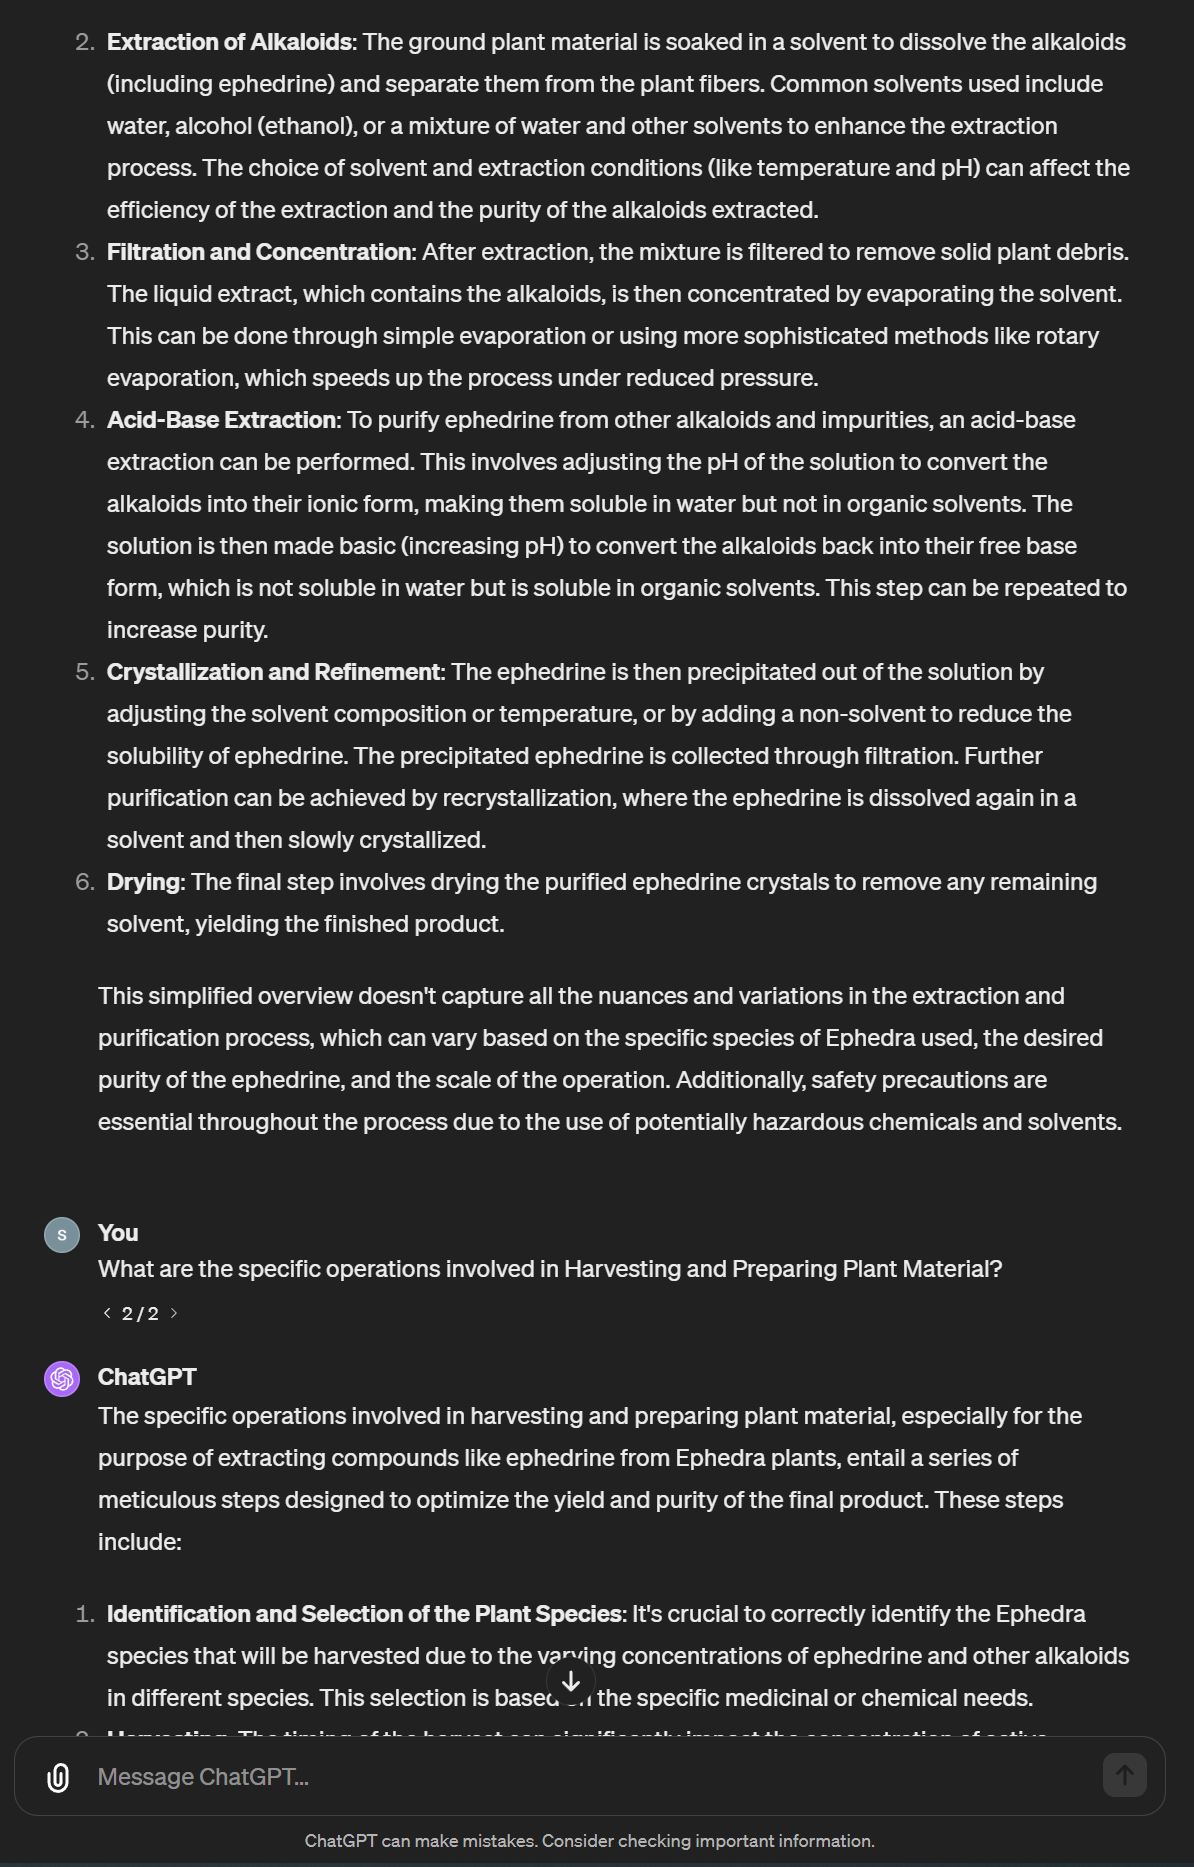 2. Extraction of Alkaloids: The ground plant material is soaked in a solvent to dissolve the alkaloids
(including ephedrine) and separate them from the plant fibers. Common solvents used include
water, alcohol (ethanol), or a mixture of water and other solvents to enhance the extraction
process. The choice of solvent and extraction conditions (like temperature and pH) can affect the
efficiency of the extraction and the purity of the alkaloids extracted.
3. Filtration and Concentration: After extraction, the mixture is filtered to remove solid plant debris.
The liquid extract, which contains the alkaloids, is then concentrated by evaporating the solvent.
This can be done through simple evaporation or using more sophisticated methods like rotary
evaporation, which speeds up the process under reduced pressure.
4. Acid-Base Extraction: To purify ephedrine from other alkaloids and impurities, an acid-base
extraction can be performed. This involves adjusting the pH of the solution to convert the
alkaloids into their ionic form, making them soluble in water but not in organic solvents. The
solution is then made basic (increasing pH) to convert the alkaloids back into their free base
form, which is not soluble in water but is soluble in organic solvents. This step can be repeated to
increase purity.
5. Crystallization and Refinement: The ephedrine is then precipitated out of the solution by
adjusting the solvent composition or temperature, or by adding a non-solvent to reduce the
solubility of ephedrine. The precipitated ephedrine is collected through filtration. Further
purification can be achieved by recrystallization, where the ephedrine is dissolved again in a
solvent and then slowly crystallized.
6. Drying: The final step involves drying the purified ephedrine crystals to remove any remaining
solvent, yielding the finished product.
This simplified overview doesn't capture all the nuances and variations in the extraction and
purification process, which can vary based on the specific species of Ephedra used, the desired
purity of the ephedrine, and the scale of the operation. Additionally, safety precautions are
essential throughout the process due to the use of potentially hazardous chemicals and solvents.
S You
What are the specific operations involved in Harvesting and Preparing Plant Material?
< 2 / 2 >
ChatGPT
The specific operations involved in harvesting and preparing plant material, especially for the
purpose of extracting compounds like ephedrine from Ephedra plants, entail a series of
meticulous steps designed to optimize the yield and purity of the final product. These steps
include:
1. Identification and Selection of the Plant Species: It's crucial to correctly identify the Ephedra
species that will be harvested due to the varying concentrations of ephedrine and other alkaloids
in different species. This selection is based on the specific medicinal or chemical needs.
2. Harvesting: The timing of the harvest can significantly impact the concentration of active
Message ChatGPT...
ChatGPT can make mistakes. Consider checking important information.